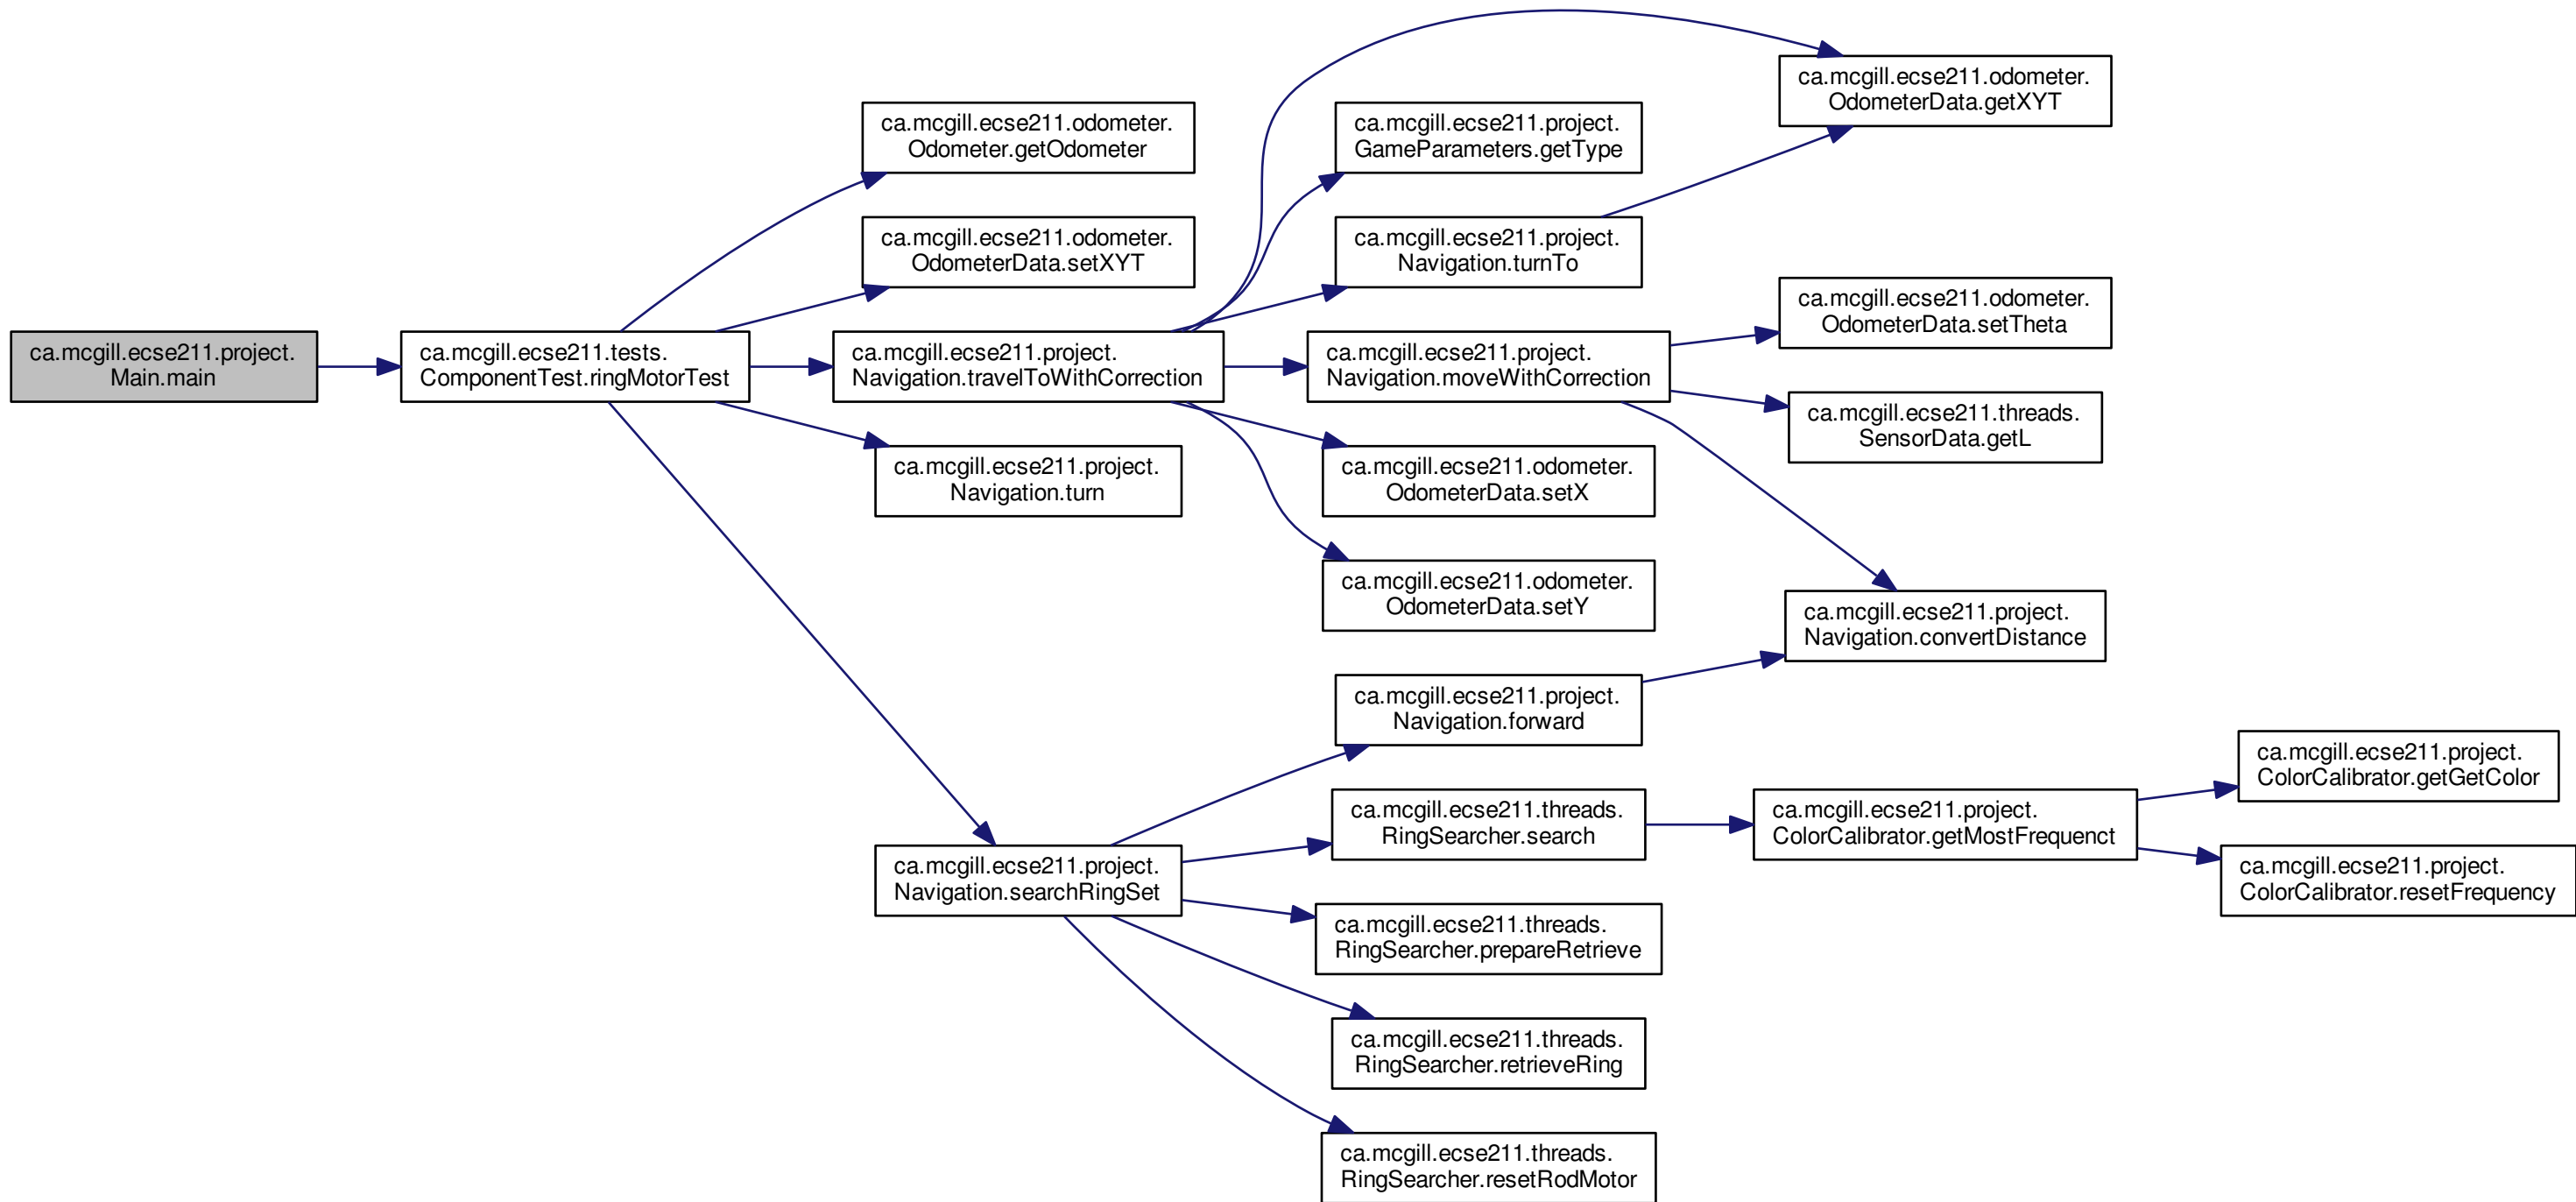 ca.mcgill.ecse211.project.
Main.main
ca.mcgill.ecse211.tests.
ComponentTest.ringMotorTest
ca.mcgill.ecse211.odometer.
Odometer.getOdometer
ca.mcgill.ecse211.odometer.
OdometerData.setXYT
ca.mcgill.ecse211.project.
Navigation.travelToWithCorrection
ca.mcgill.ecse211.project.
Navigation.turn
ca.mcgill.ecse211.project.
Navigation.searchRingSet
ca.mcgill.ecse211.project.
GameParameters.getType
ca.mcgill.ecse211.project.
Navigation.turnTo
ca.mcgill.ecse211.project.
Navigation.moveWithCorrection
ca.mcgill.ecse211.odometer.
OdometerData.setX
ca.mcgill.ecse211.odometer.
OdometerData.setY
ca.mcgill.ecse211.project.
Navigation.forward
ca.mcgill.ecse211.threads.
RingSearcher.search
ca.mcgill.ecse211.threads.
RingSearcher.prepareRetrieve
ca.mcgill.ecse211.threads.
RingSearcher.retrieveRing
ca.mcgill.ecse211.threads.
RingSearcher.resetRodMotor
ca.mcgill.ecse211.odometer.
OdometerData.getXYT
ca.mcgill.ecse211.odometer.
OdometerData.setTheta
ca.mcgill.ecse211.threads.
SensorData.getL
ca.mcgill.ecse211.project.
Navigation.convertDistance
ca.mcgill.ecse211.project.
ColorCalibrator.getMostFrequenct
ca.mcgill.ecse211.project.
ColorCalibrator.getGetColor
ca.mcgill.ecse211.project.
ColorCalibrator.resetFrequency